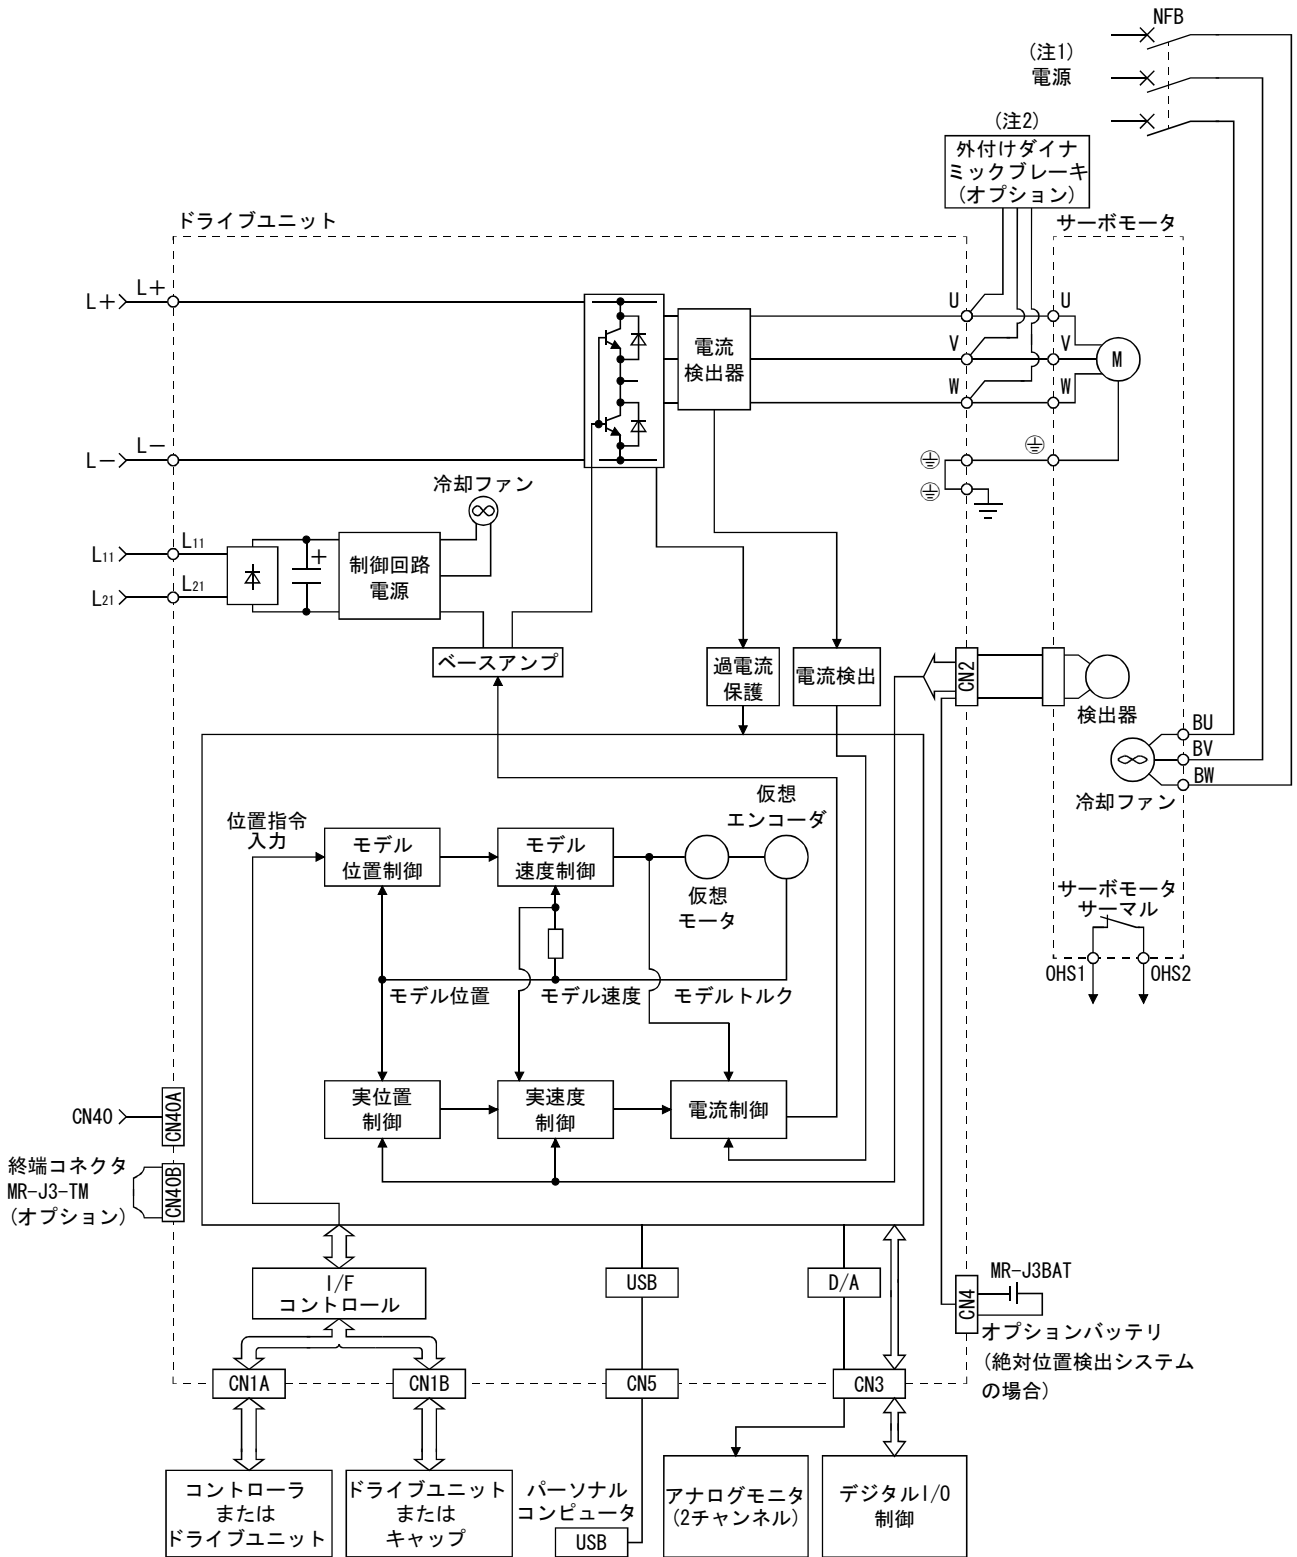 NFB
(注1)
電源
(注2)
外付けダイナ
ミックブレーキ
(オプション)
ドライブユニット
サーボモータ
L+
L+
U
U
電流
検出器
V
V
M
W
W
L-
L-
冷却ファン
L11
L11
+
制御回路
電源
L21
L21
ベースアンプ
過電流
保護
電流検出
CN2
検出器
BU
BV
BW
冷却ファン
仮想
エンコーダ
位置指令
入力
モデル
位置制御
モデル
速度制御
仮想
モータ
サーボモータ
サーマル
OHS1
OHS2
モデル位置
モデル速度
モデルトルク
実位置
制御
実速度
制御
電流制御
CN40
CN40A
終端コネクタ
MR-J3-TM
(オプション)
CN40B
I/F
コントロール
USB
D/A
MR-J3BAT
CN4
オプションバッテリ
(絶対位置検出システム
の場合)
CN1A
CN1B
CN5
CN3
コントローラ
または
ドライブユニット
ドライブユニット
または
キャップ
パーソナル
コンピュータ
USB
アナログモニタ
(2チャンネル)
デジタルI/O
制御